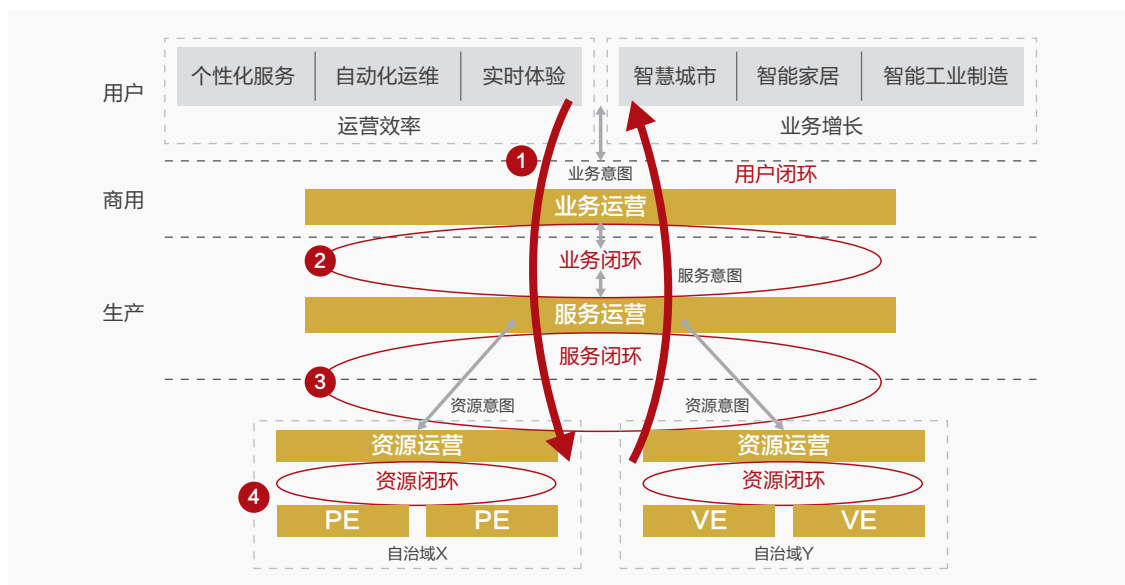 个性化服务 自动化运维 实时体验 智慧城市 智能家居 智能工业制造
用户
运营效率 业务增长
1
业务意图 用户闭环
商用
业务运营
2 业务闭环
服务意图
生产
服务运营
服务闭环
3
资源意图 资源意图
资源运营 资源运营
资源闭环 资源闭环
4
PE PE VE VE
自治域X 自治域Y